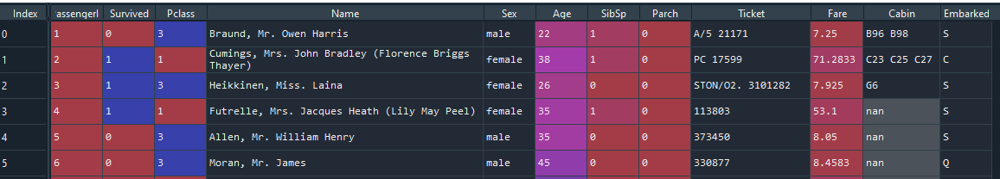 Index assengerI Survived Pclass Name Sex Age SibSp Parch Ticket Fare Cabin Embarked
0 1 0 3 Braund, Mr. Owen Harris male 22 1 0 A/5 21171 7.25 B96 B98 S
1 2 1 1 Cumings, Mrs. John Bradley (Florence Briggs Thayer) female 38 1 0 PC 17599 71.2833 C23 C25 C27 C
2 3 1 3 Heikkinen, Miss. Laina female 26 0 0 STON/O2. 3101282 7.925 G6 S
3 4 1 1 Futrelle, Mrs. Jacques Heath (Lily May Peel) female 35 1 0 113803 53.1 nan S
4 5 0 3 Allen, Mr. William Henry male 35 0 0 373450 8.05 nan S
5 6 0 3 Moran, Mr. James male 45 0 0 330877 8.4583 nan Q